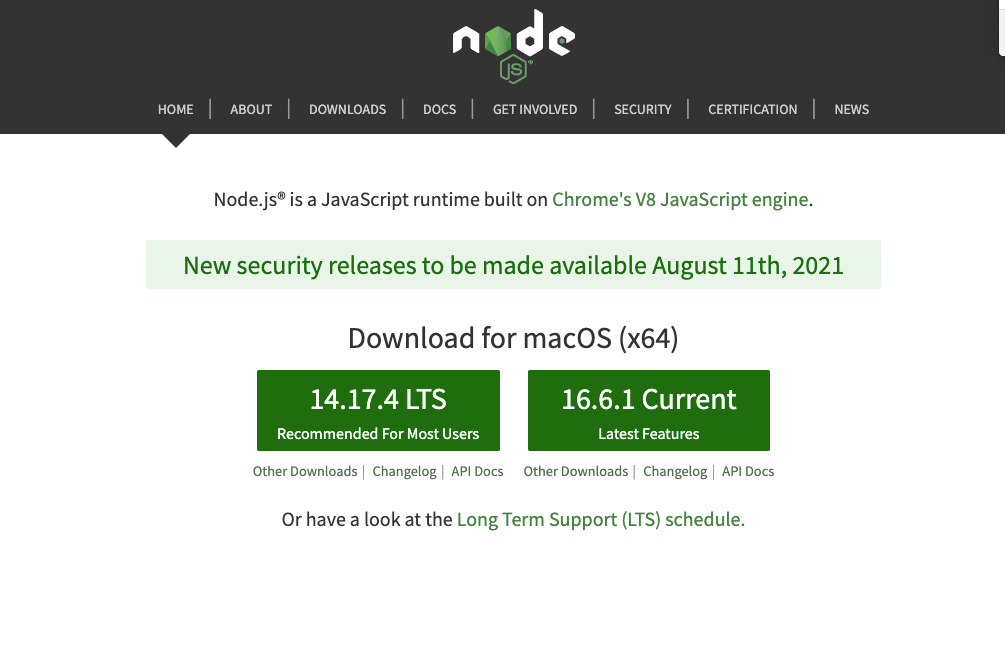 node
JS®
HOME | ABOUT | DOWNLOADS | DOCS | GET INVOLVED | SECURITY | CERTIFICATION | NEWS
Node.js® is a JavaScript runtime built on Chrome's V8 JavaScript engine.
New security releases to be made available August 11th, 2021
Download for macOS (x64)
14.17.4 LTS
Recommended For Most Users
16.6.1 Current
Latest Features
Other Downloads | Changelog | API Docs
Other Downloads | Changelog | API Docs
Or have a look at the Long Term Support (LTS) schedule.